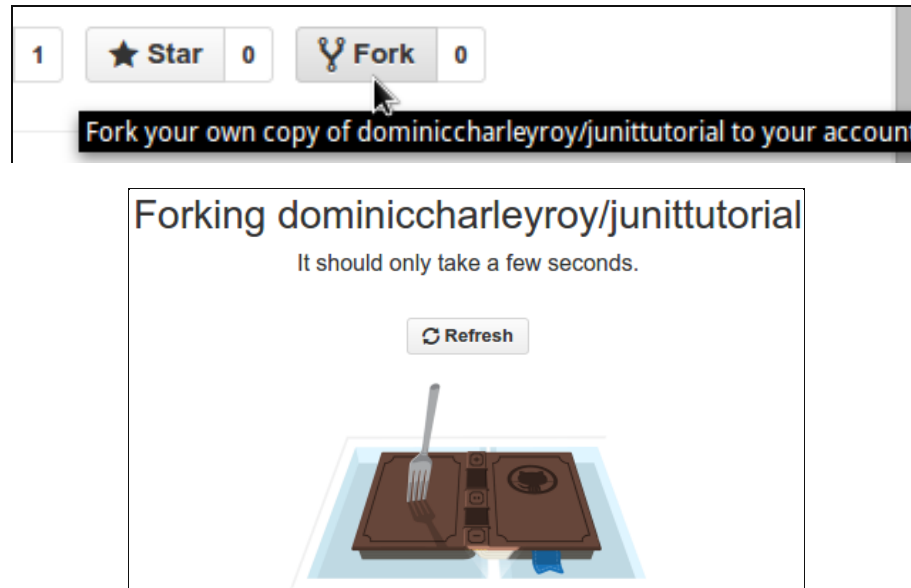 1 Star 0 Fork 0
Fork your own copy of dominiccharleyroy/junittutorial to your account
Forking dominiccharleyroy/junittutorial
It should only take a few seconds.
Refresh